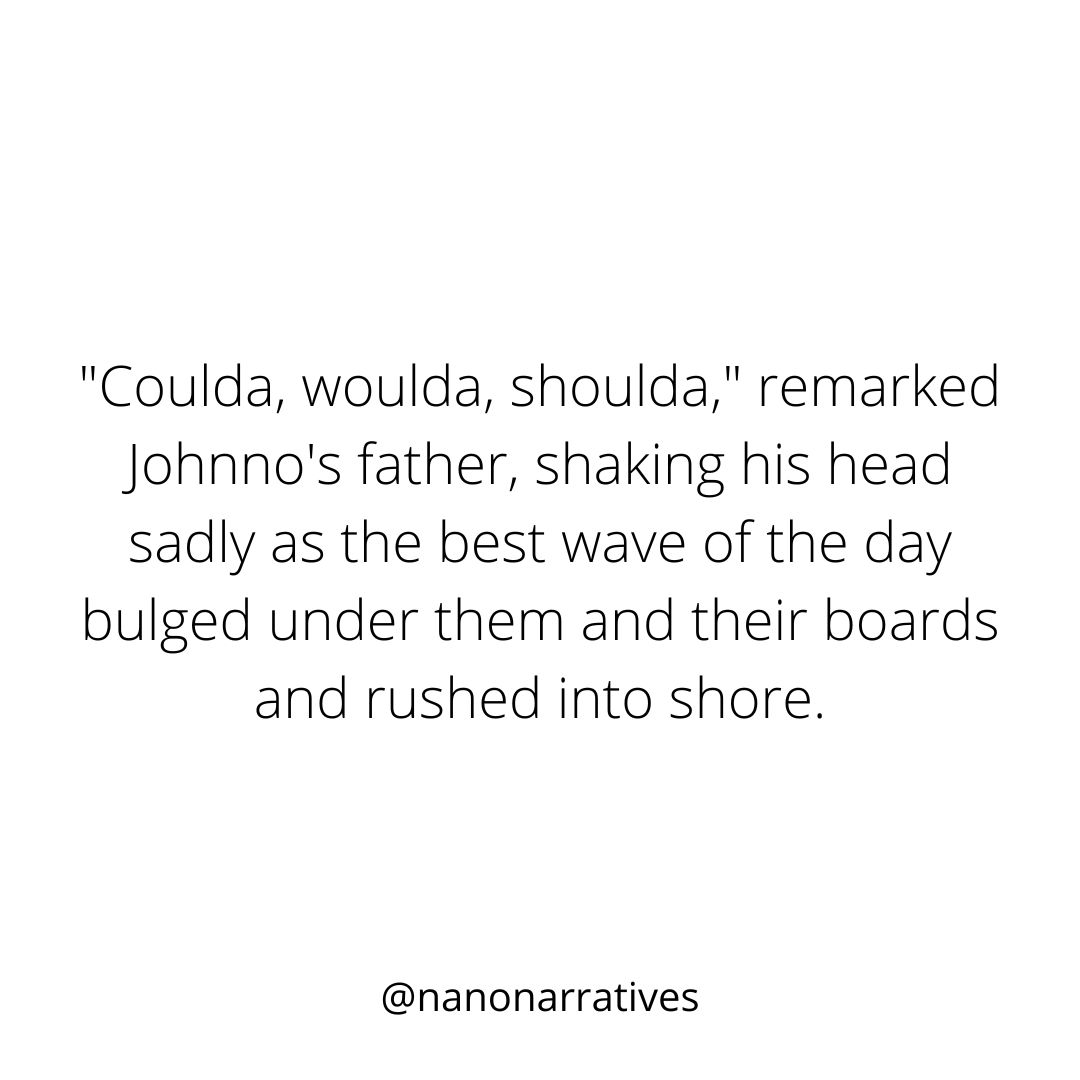 "Coulda, woulda, shoulda," remarked
Johnno's father, shaking his head
sadly as the best wave of the day
bulged under them and their boards
and rushed into shore.
@nanonarratives